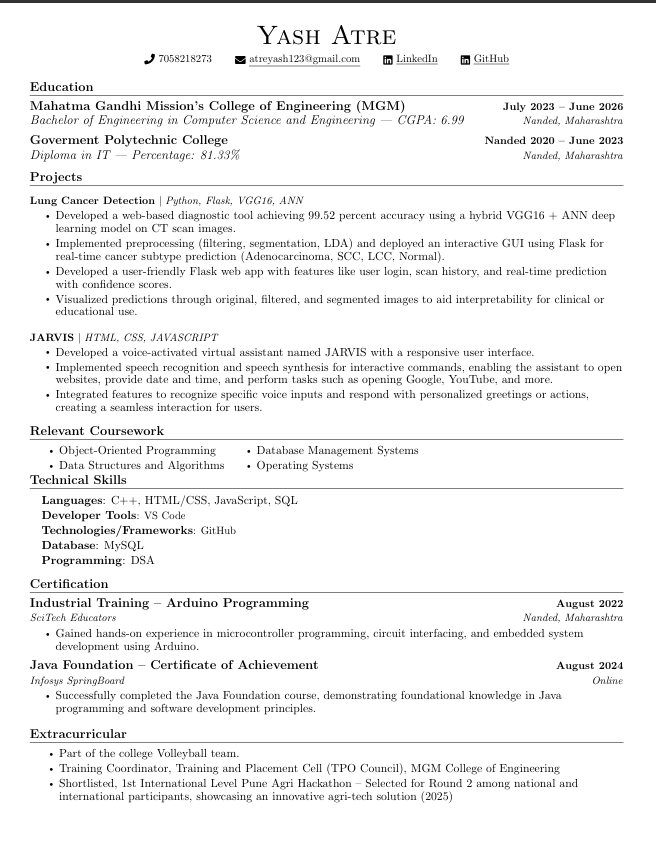 Yash Atre
7058218273 atreyash123@gmail.com LinkedIn GitHub
Education
Mahatma Gandhi Mission's College of Engineering (MGM) July 2023 – June 2026
Bachelor of Engineering in Computer Science and Engineering — CGPA: 6.99 Nanded, Maharashtra
Goverment Polytechnic College Nanded 2020 – June 2023
Diploma in IT — Percentage: 81.33% Nanded, Maharashtra
Projects
Lung Cancer Detection | Python, Flask, VGG16, ANN
• Developed a web-based diagnostic tool achieving 99.52 percent accuracy using a hybrid VGG16 + ANN deep
learning model on CT scan images.
• Implemented preprocessing (filtering, segmentation, LDA) and deployed an interactive GUI using Flask for
real-time cancer subtype prediction (Adenocarcinoma, SCC, LCC, Normal).
• Developed a user-friendly Flask web app with features like user login, scan history, and real-time prediction
with confidence scores.
• Visualized predictions through original, filtered, and segmented images to aid interpretability for clinical or
educational use.
JARVIS | HTML, CSS, JAVASCRIPT
• Developed a voice-activated virtual assistant named JARVIS with a responsive user interface.
• Implemented speech recognition and speech synthesis for interactive commands, enabling the assistant to open
websites, provide date and time, and perform tasks such as opening Google, YouTube, and more.
• Integrated features to recognize specific voice inputs and respond with personalized greetings or actions,
creating a seamless interaction for users.
Relevant Coursework
• Object-Oriented Programming • Database Management Systems
• Data Structures and Algorithms • Operating Systems
Technical Skills
Languages: C++, HTML/CSS, JavaScript, SQL
Developer Tools: VS Code
Technologies/Frameworks: GitHub
Database: MySQL
Programming: DSA
Certification
Industrial Training – Arduino Programming August 2022
SciTech Educators Nanded, Maharashtra
• Gained hands-on experience in microcontroller programming, circuit interfacing, and embedded system
development using Arduino.
Java Foundation – Certificate of Achievement August 2024
Infosys SpringBoard Online
• Successfully completed the Java Foundation course, demonstrating foundational knowledge in Java
programming and software development principles.
Extracurricular
• Part of the college Volleyball team.
• Training Coordinator, Training and Placement Cell (TPO Council), MGM College of Engineering
• Shortlisted, 1st International Level Pune Agri Hackathon – Selected for Round 2 among national and
international participants, showcasing an innovative agri-tech solution (2025)